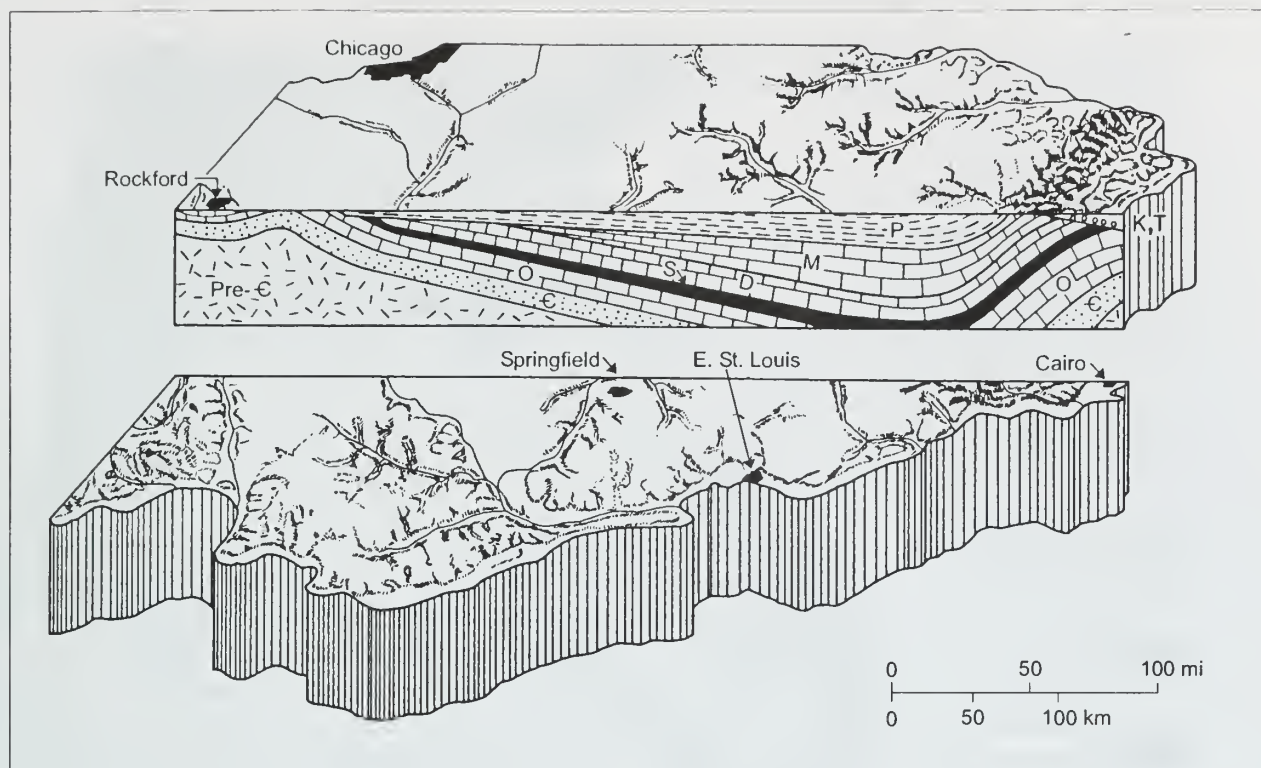 Chicago
Rockford
K,T
P
M
S
D
O
O
Pre-Є
Є
Є
Springfield
E. St. Louis
Cairo
0 50 100 mi
0 50 100 km